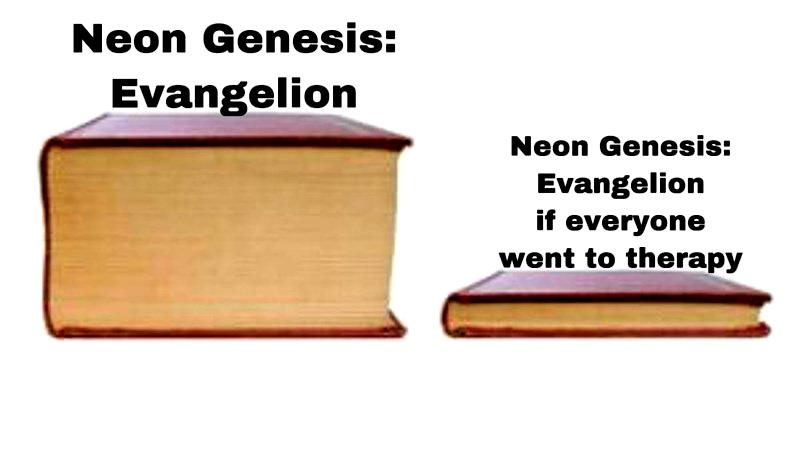 Neon Genesis:
Evangelion
Neon Genesis:
Evangelion
if everyone
went to therapy